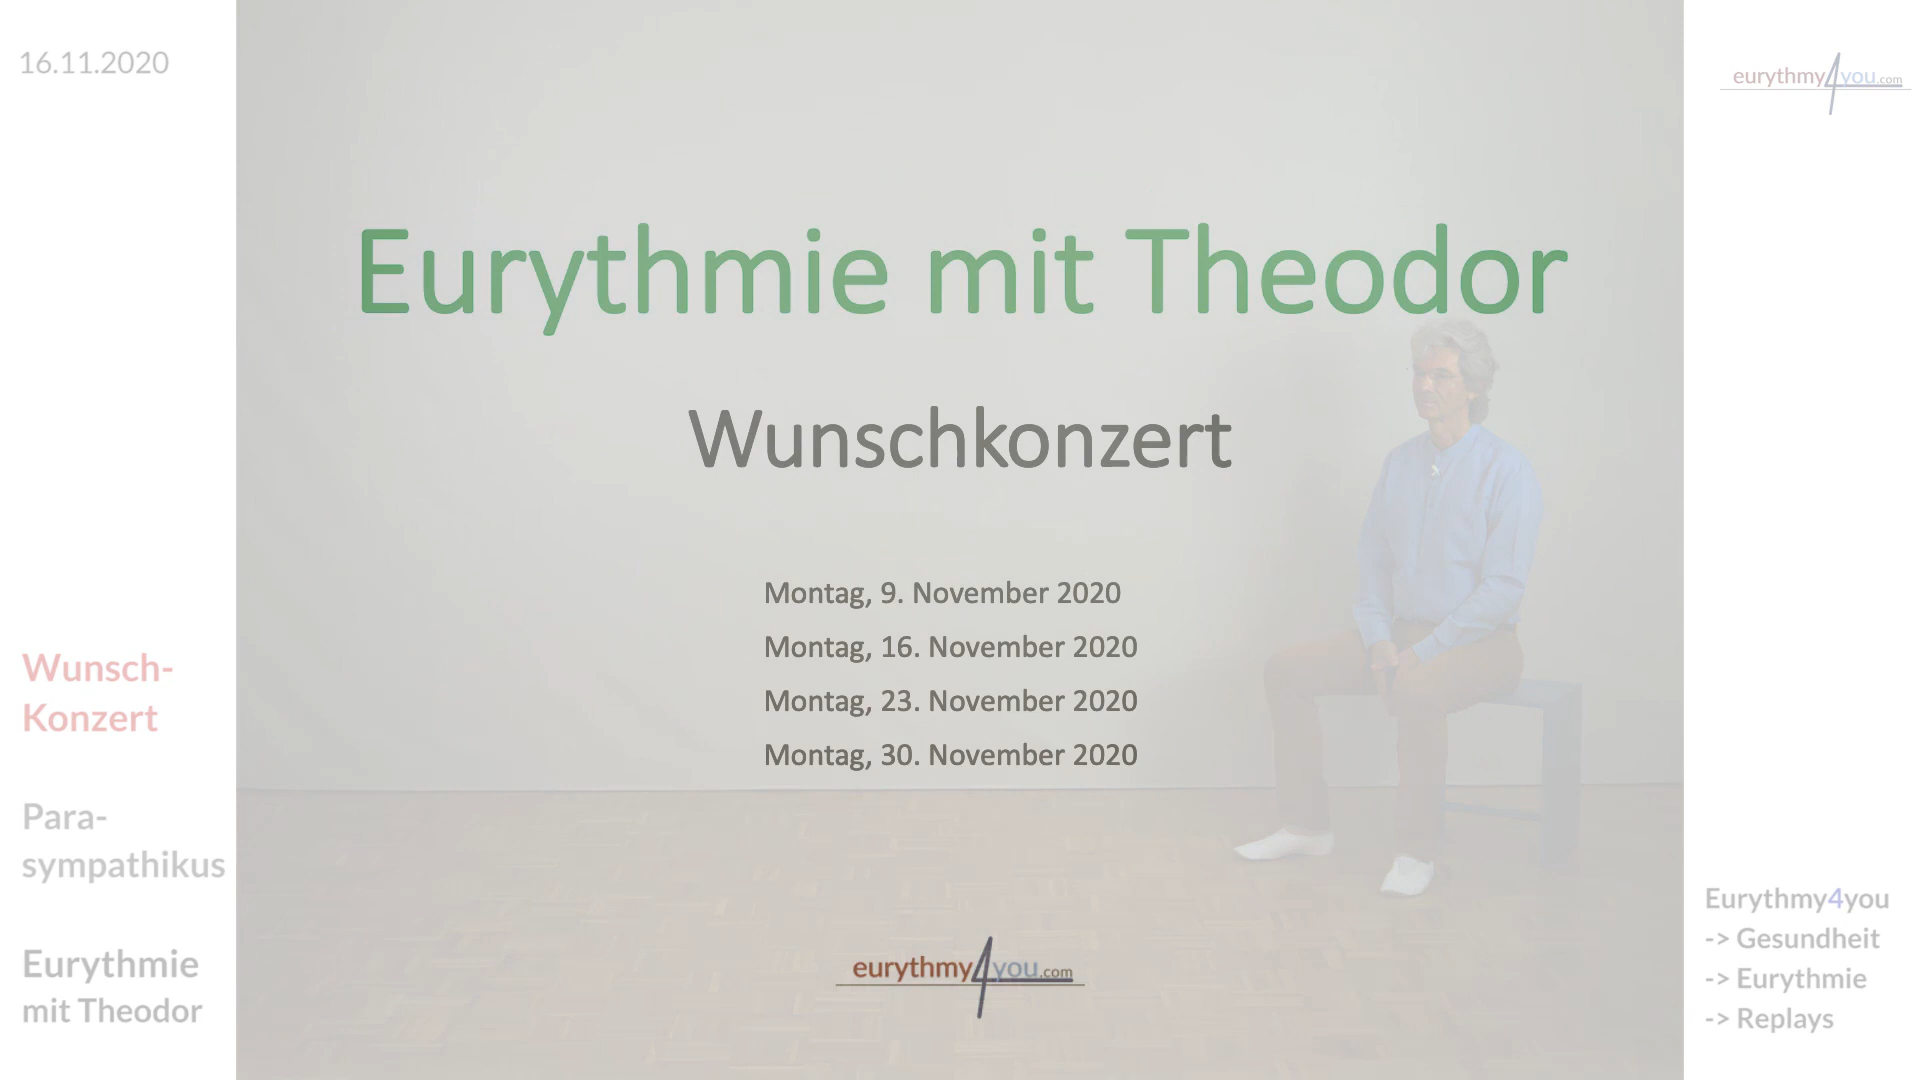 16.11.2020
eurythmy4you.com
Eurythmie mit Theodor
Wunschkonzert
Montag, 9. November 2020
Montag, 16. November 2020
Montag, 23. November 2020
Montag, 30. November 2020
Wunsch-
Konzert
Para-
sympathikus
Eurythmie
mit Theodor
eurythmy4you.com
Eurythmy4you
-> Gesundheit
-> Eurythmie
-> Replays